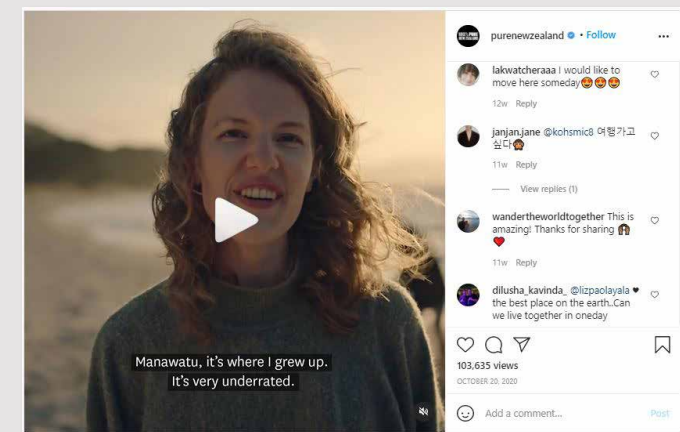 purenewzealand • Follow
lakwatcheraaa I would like to
move here someday😍😍😍
12w Reply
janjan.jane @kohsmic8 여행가고
싶다🙊
11w Reply
View replies (1)
wandertheworldtogether This is
amazing! Thanks for sharing 🙌
❤️
11w Reply
dilusha_kavinda_ @lizpaolayala ♥
the best place on the earth..Can
we live together in oneday
103,635 views
OCTOBER 20, 2020
Add a comment...
Post
Manawatu, it's where I grew up.
It's very underrated.